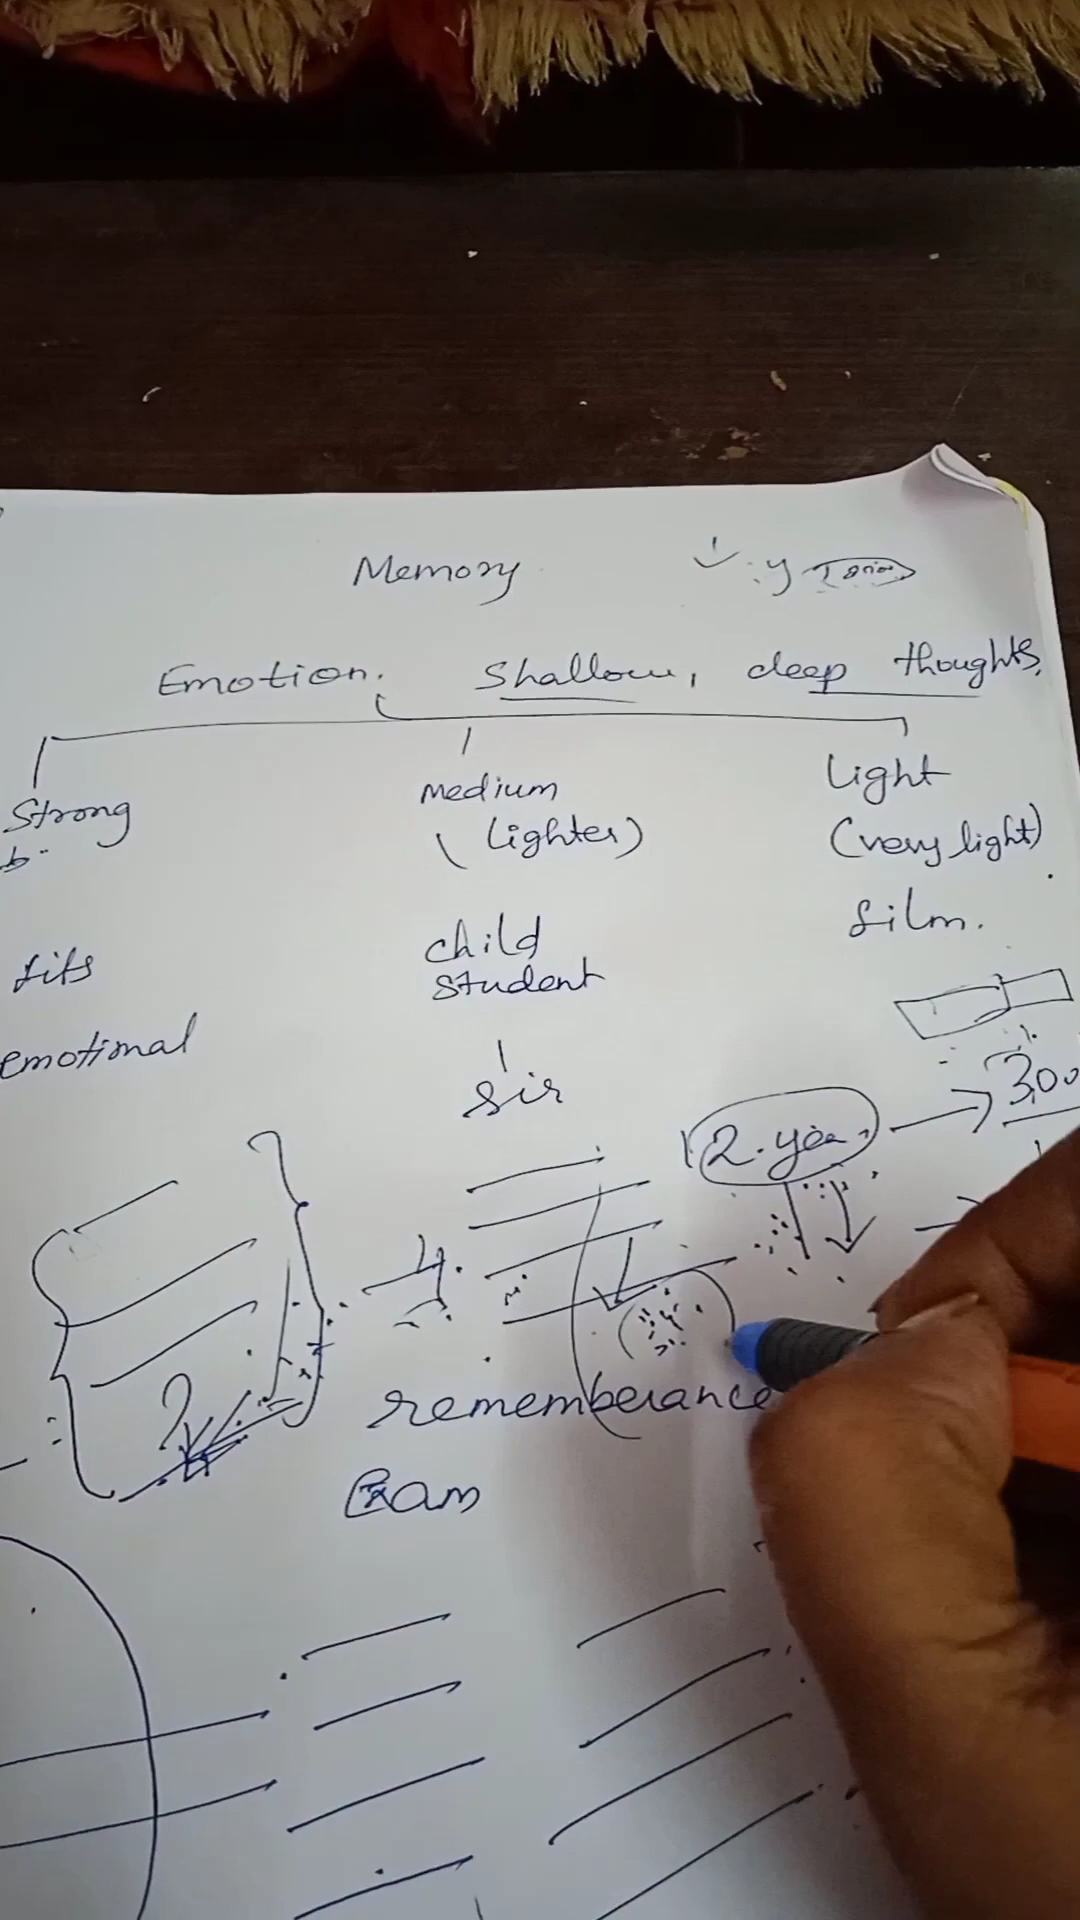 Memory
Emotion. Shallow, deep thoughts.
Strong
Medium
(lighter)
Light
(very light)
film.
child
student
fits
emotional
sir
2. yea
300
4.
rememberance
Exam